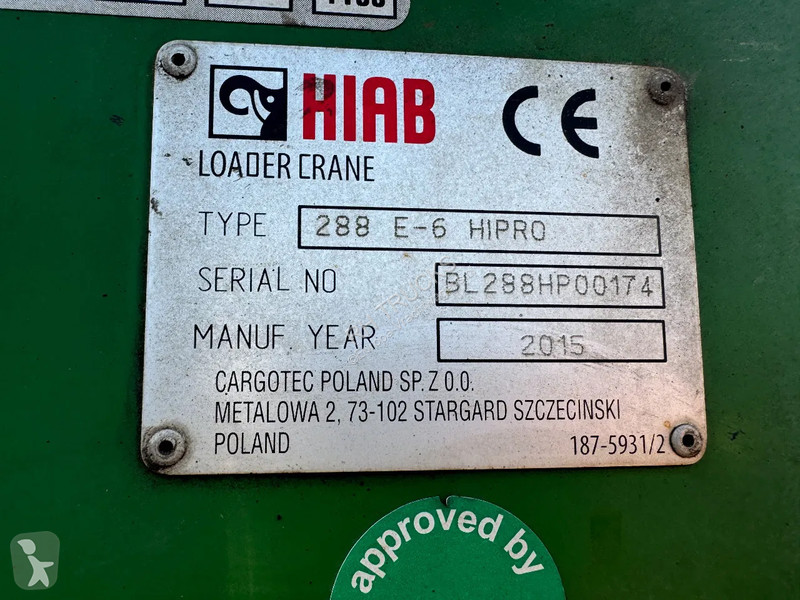 HIAB CE
LOADER CRANE
TYPE 288 E-6 HIPRO
SERIAL NO BL288HP00174
MANUF. YEAR 2015
CARGOTEC POLAND SP. Z O.O.
METALOWA 2, 73-102 STARGARD SZCZECINSKI
POLAND 187-5931/2
approved by